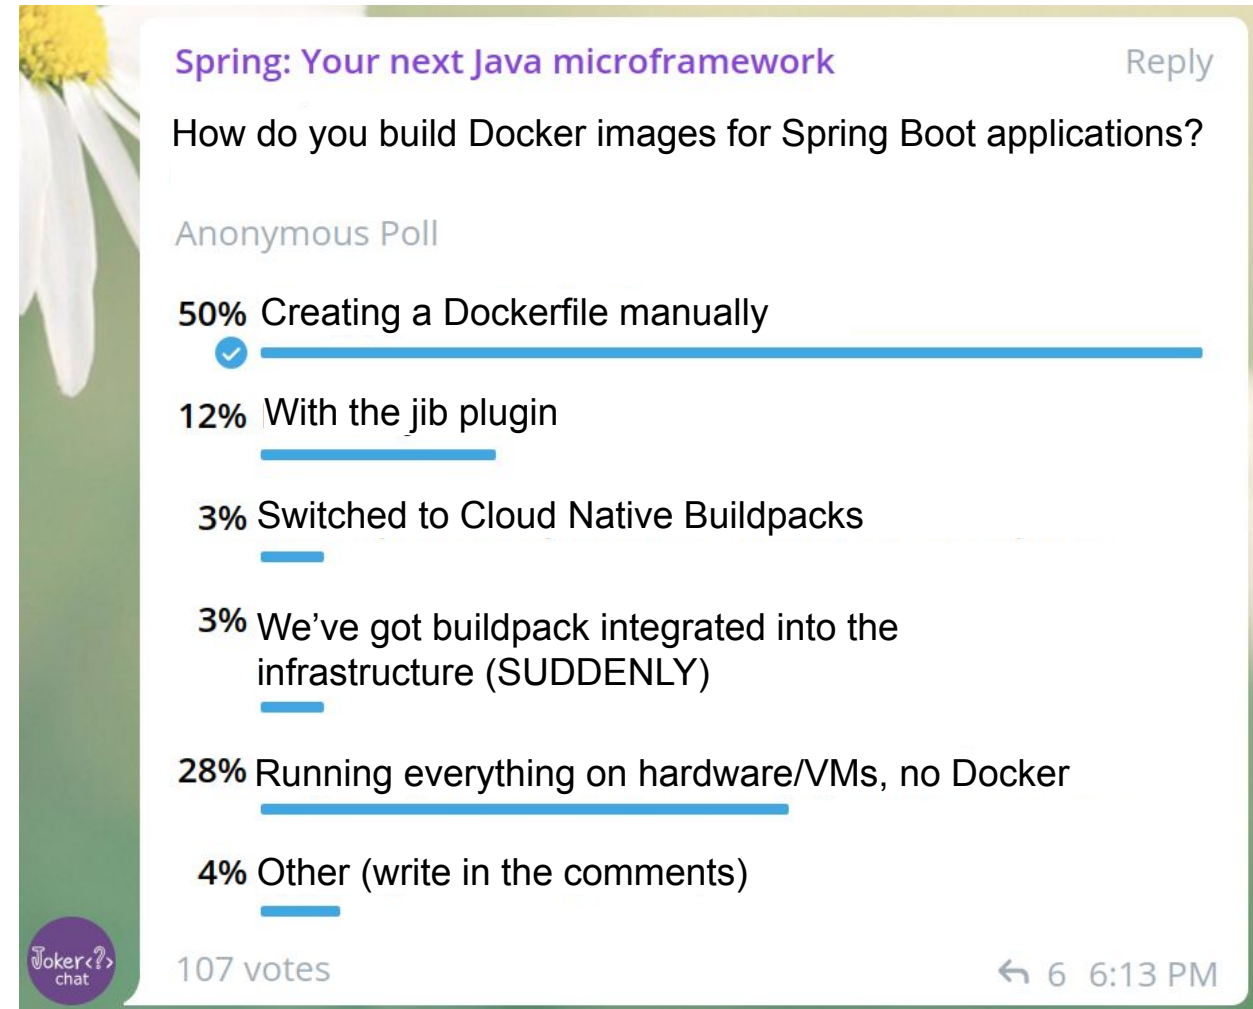 Spring: Your next Java microframework Reply
How do you build Docker images for Spring Boot applications?
Anonymous Poll
50% Creating a Dockerfile manually
12% With the jib plugin
3% Switched to Cloud Native Buildpacks
3% We’ve got buildpack integrated into the
infrastructure (SUDDENLY)
28% Running everything on hardware/VMs, no Docker
4% Other (write in the comments)
Joker<?>
chat
107 votes 6 6:13 PM